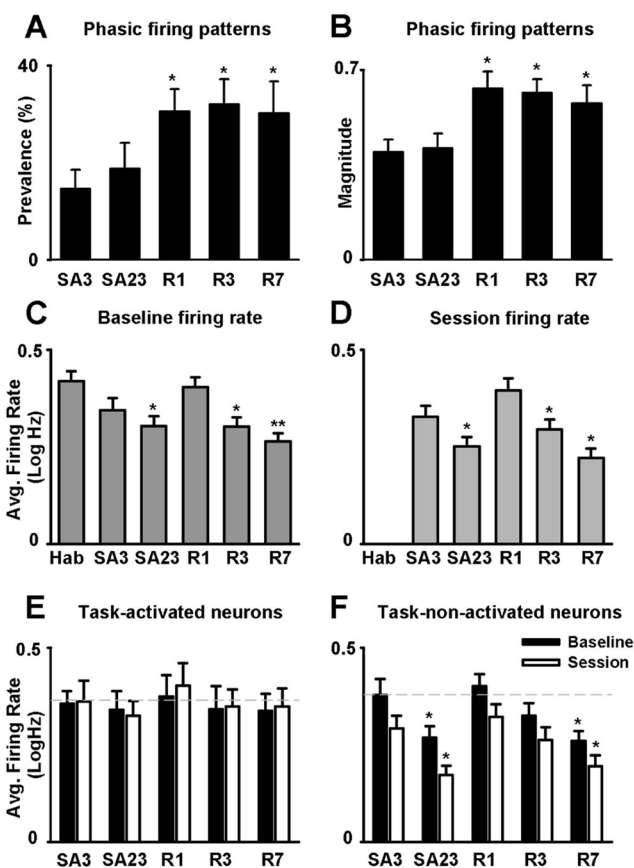 A Phasic firing patterns
40
Prevalence (%)
0
* * *
SA3 SA23 R1 R3 R7
B Phasic firing patterns
0.7
Magnitude
0
* * *
SA3 SA23 R1 R3 R7
C Baseline firing rate
0.5
Avg. Firing Rate
(Log Hz)
0
* * **
Hab SA3 SA23 R1 R3 R7
D Session firing rate
* * *
Hab SA3 SA23 R1 R3 R7
E Task-activated neurons
0.5
Avg. Firing Rate
(LogHz)
0
SA3 SA23 R1 R3 R7
F Task-non-activated neurons
0.5
Baseline
Session
* * * *
0
SA3 SA23 R1 R3 R7